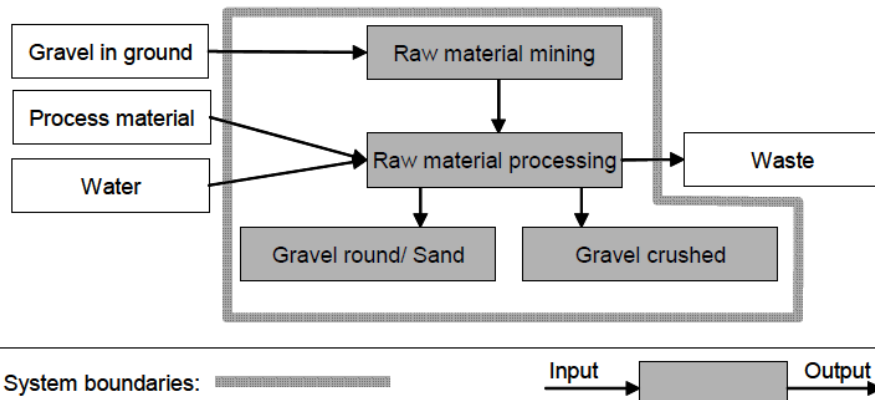 Gravel in ground
Raw material mining
Process material
Raw material processing
Waste
Water
Gravel round/ Sand
Gravel crushed
System boundaries:
Input
Output